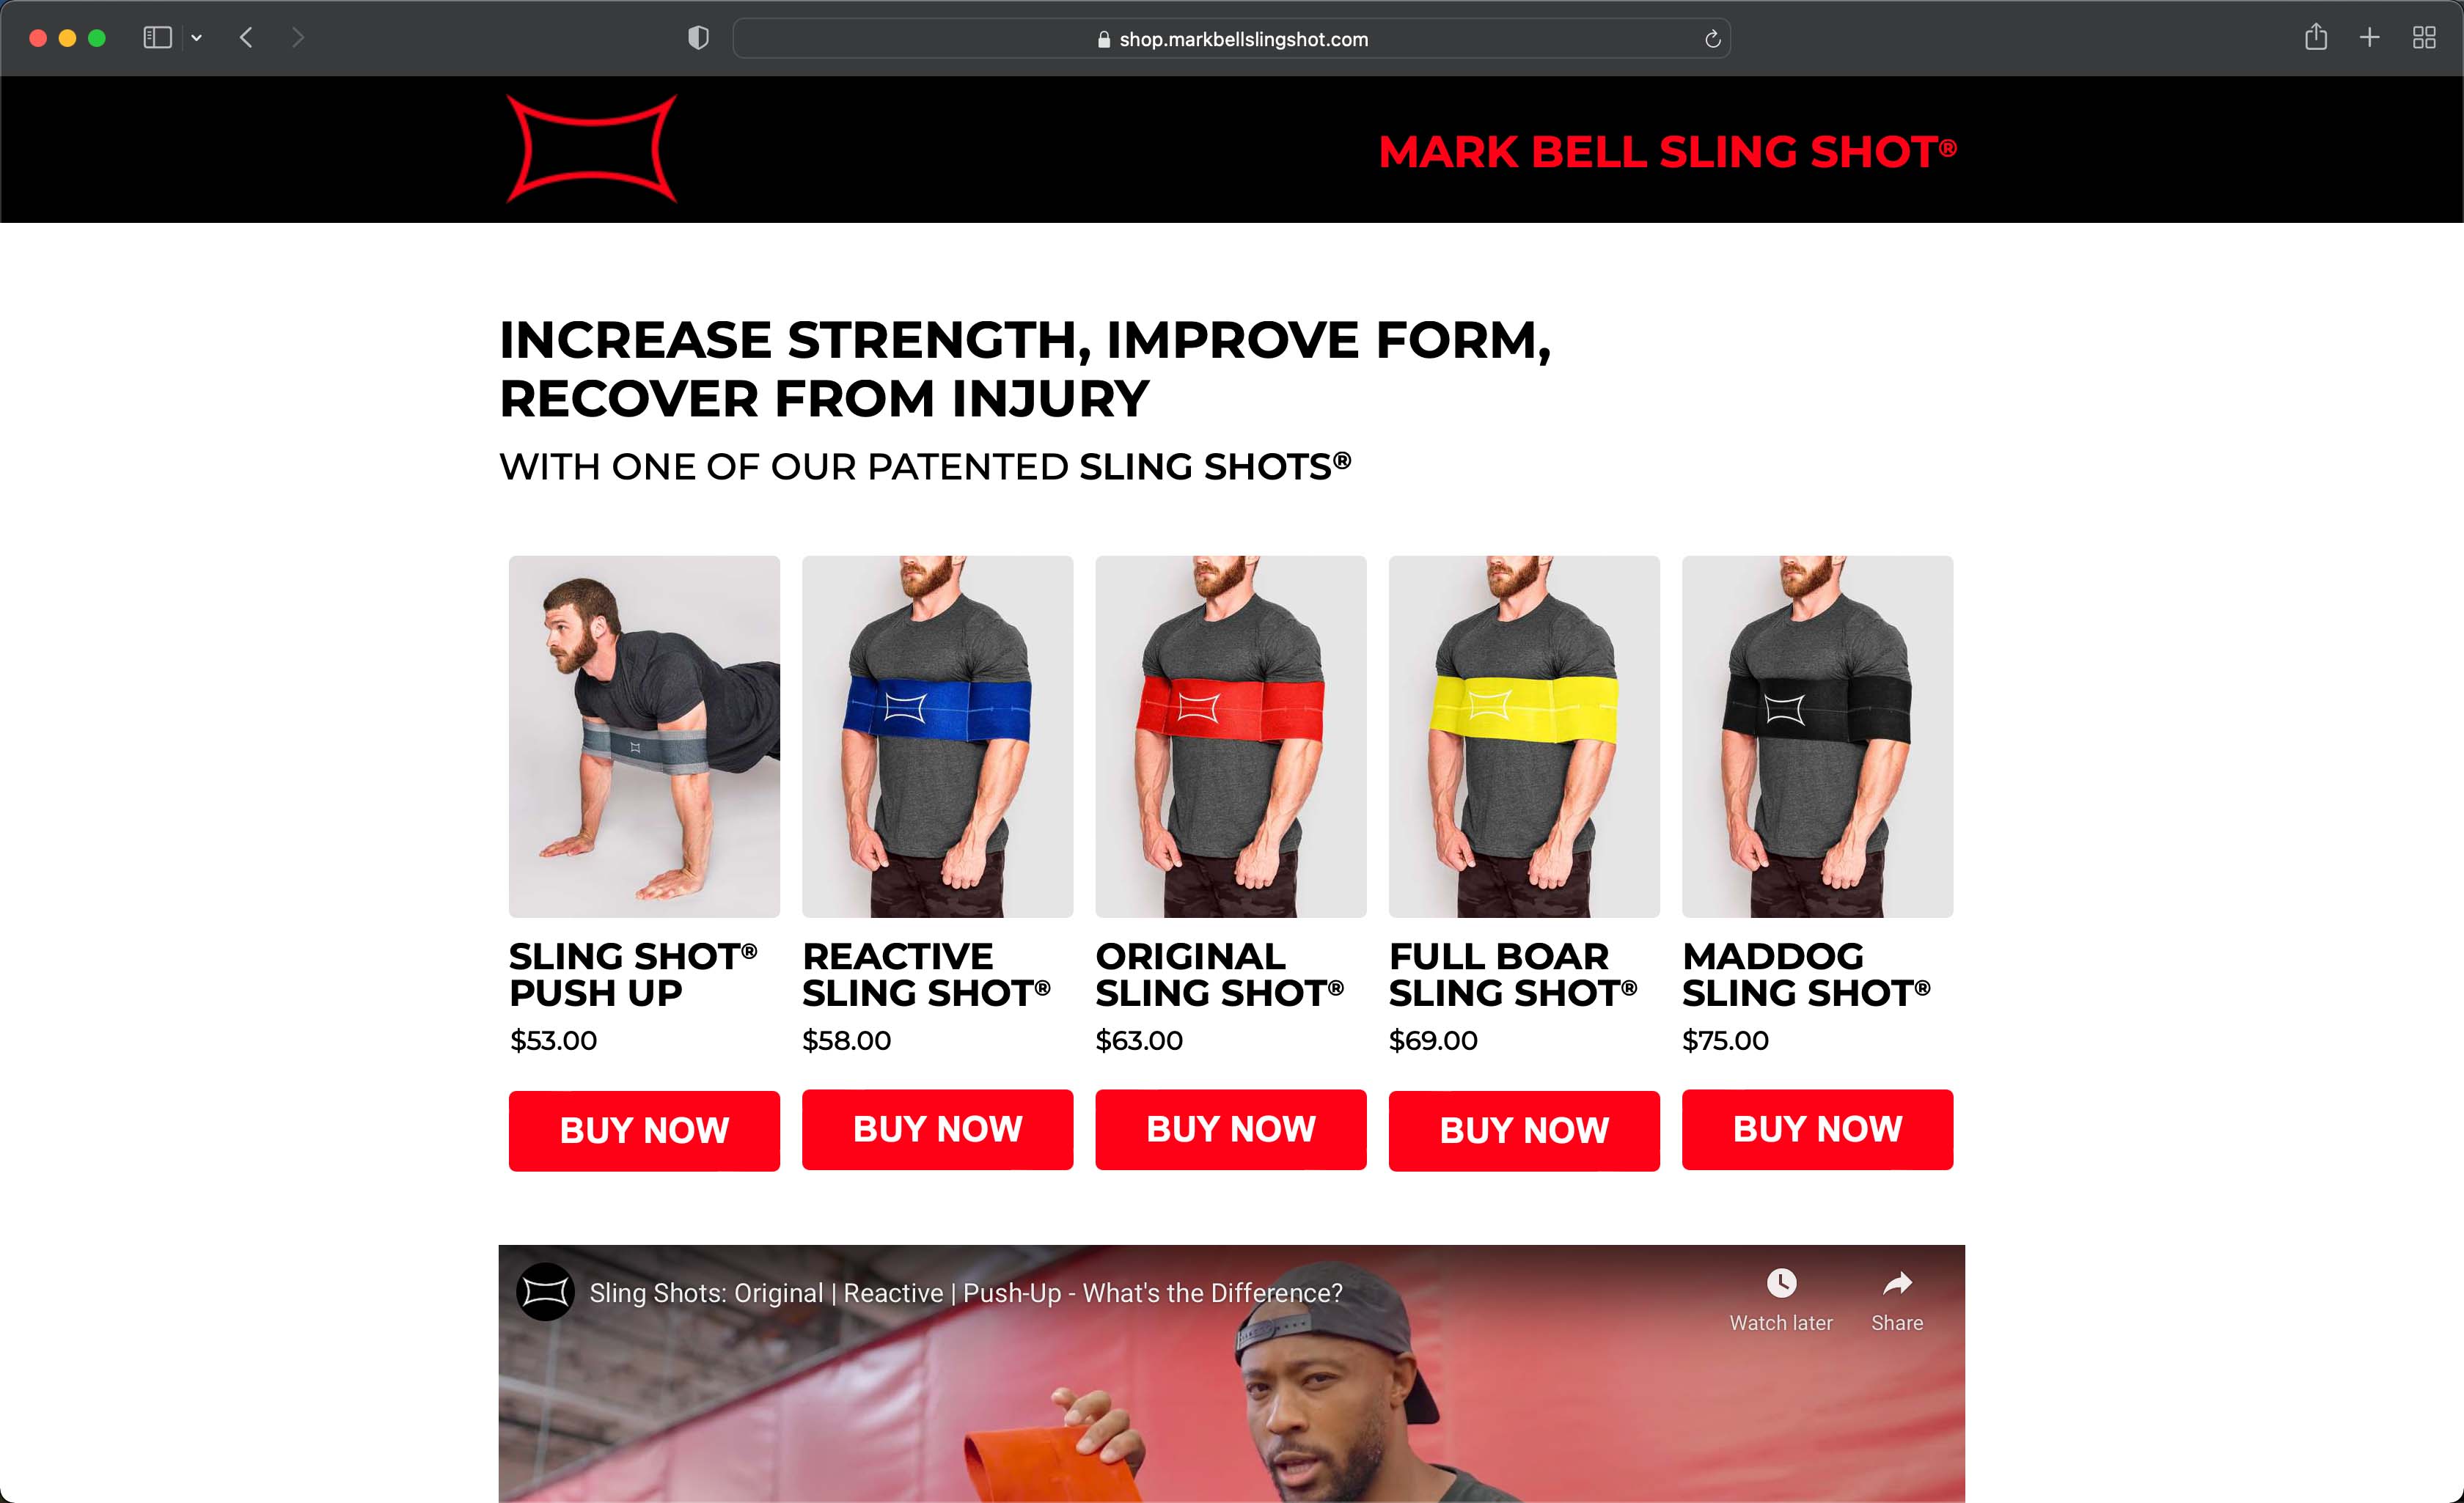 shop.markbellslingshot.com
MARK BELL SLING SHOT®
INCREASE STRENGTH, IMPROVE FORM,
RECOVER FROM INJURY
WITH ONE OF OUR PATENTED SLING SHOTS®
SLING SHOT®
PUSH UP
$53.00
BUY NOW
REACTIVE
SLING SHOT®
$58.00
BUY NOW
ORIGINAL
SLING SHOT®
$63.00
BUY NOW
FULL BOAR
SLING SHOT®
$69.00
BUY NOW
MADDOG
SLING SHOT®
$75.00
BUY NOW
Sling Shots: Original | Reactive | Push-Up - What's the Difference?
Watch later
Share